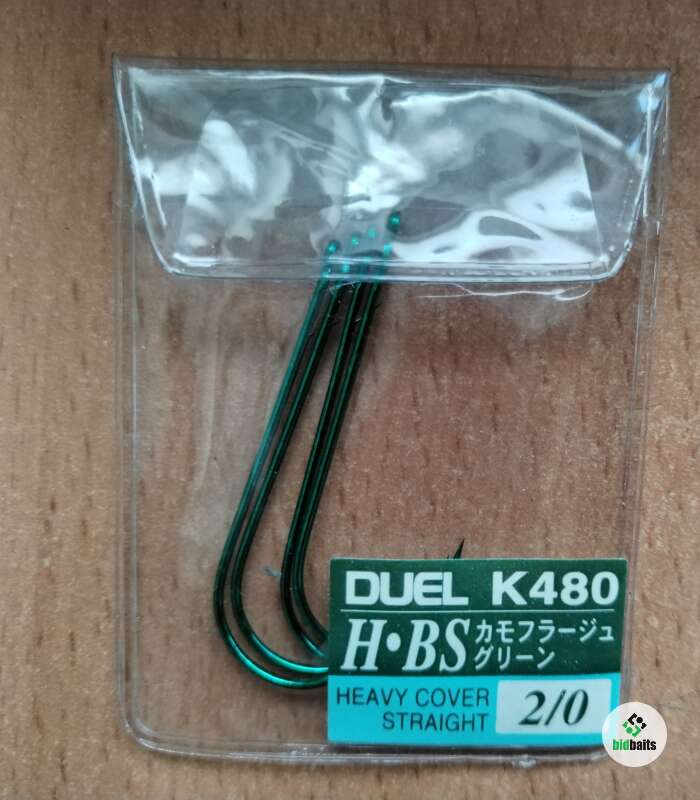 DUEL K480
H・BS カモフラージュ
グリーン
HEAVY COVER
STRAIGHT
2/0
bidbaits